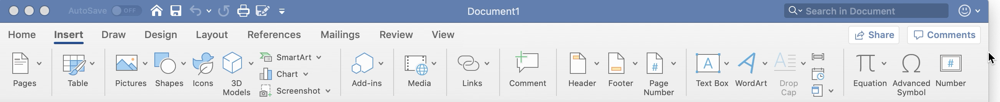 AutoSave OFF
Document1
Search in Document
Home Insert Draw Design Layout References Mailings Review View
Share Comments
Pages
Table
Pictures
Shapes
Icons
3D
Models
SmartArt
Chart
Screenshot
Add-ins
Media
Links
Comment
Header
Footer
Page
Number
#
A
Text Box
A
WordArt
A
Drop
Cap
π
Equation
Ω
Advanced
Symbol
#
Number